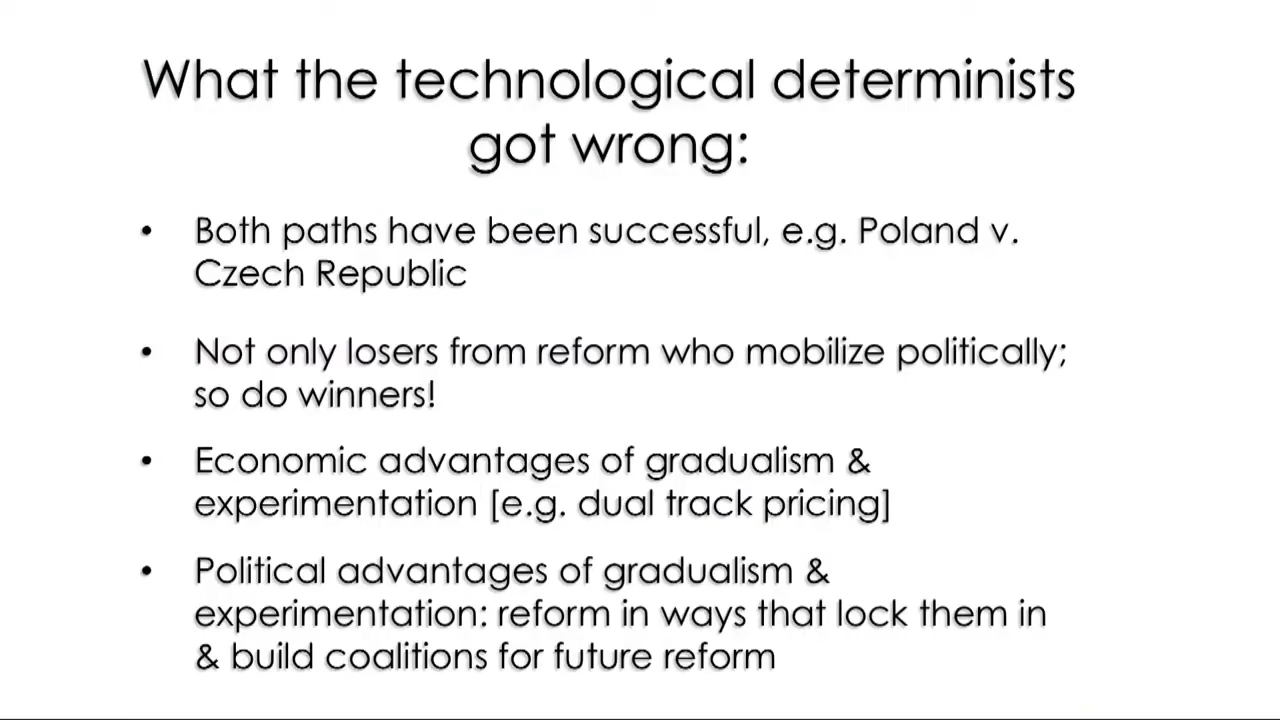 What the technological determinists
got wrong:
• Both paths have been successful, e.g. Poland v.
Czech Republic
• Not only losers from reform who mobilize politically;
so do winners!
• Economic advantages of gradualism &
experimentation [e.g. dual track pricing]
• Political advantages of gradualism &
experimentation: reform in ways that lock them in
& build coalitions for future reform